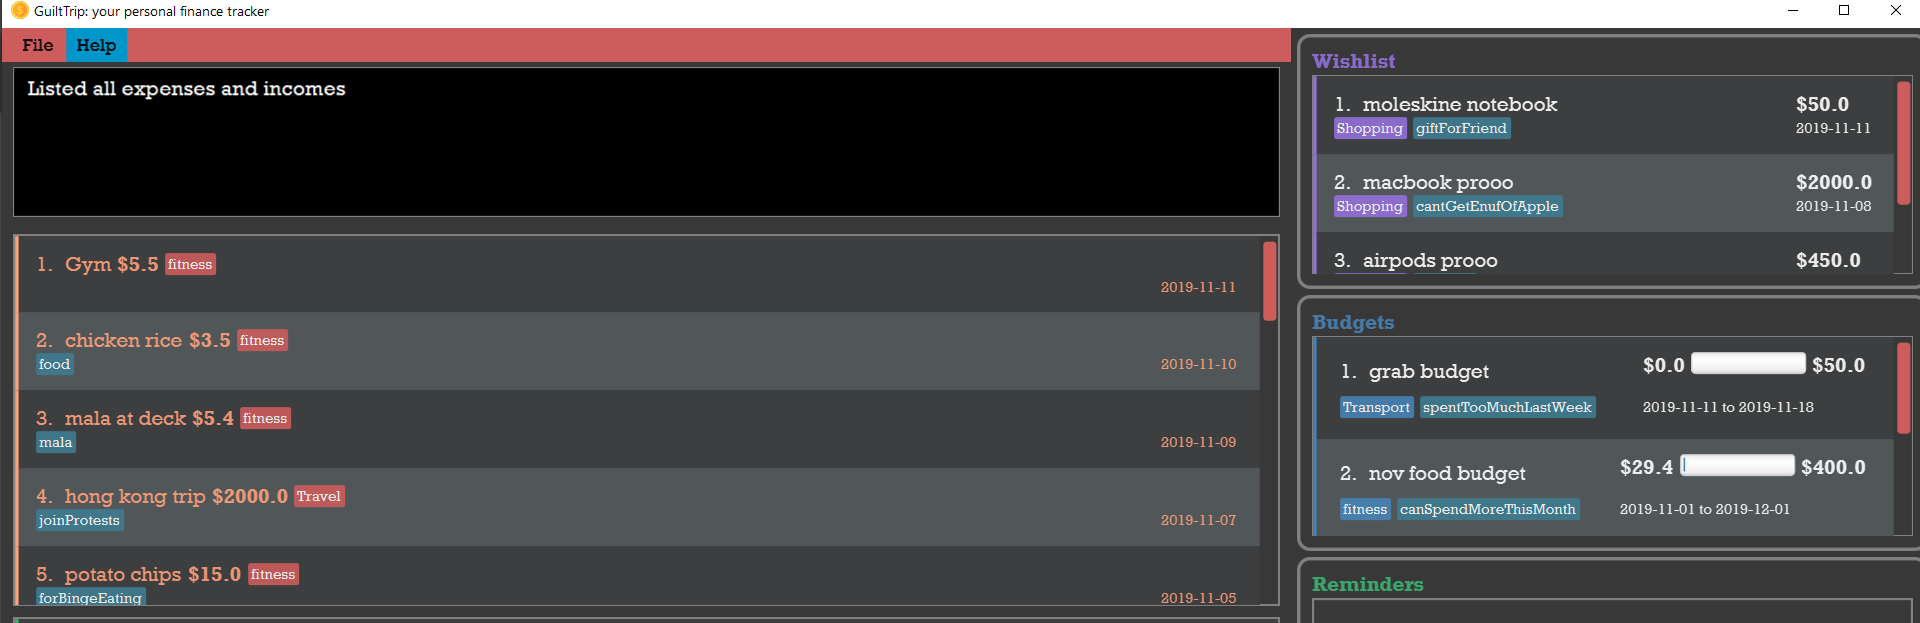 GuiltTrip: your personal finance tracker
File Help
Listed all expenses and incomes
1. Gym $5.5 fitness
2019-11-11
2. chicken rice $3.5 fitness
food
2019-11-10
3. mala at deck $5.4 fitness
mala
2019-11-09
4. hong kong trip $2000.0 Travel
joinProtests
2019-11-07
5. potato chips $15.0 fitness
forBingeEating
2019-11-05
Wishlist
1. moleskine notebook $50.0
Shopping giftForFriend 2019-11-11
2. macbook prooo $2000.0
Shopping cantGetEnufOfApple 2019-11-08
3. airpods prooo $450.0
Budgets
1. grab budget $0.0 $50.0
Transport spentTooMuchLastWeek 2019-11-11 to 2019-11-18
2. nov food budget $29.4 $400.0
fitness canSpendMoreThisMonth 2019-11-01 to 2019-12-01
Reminders